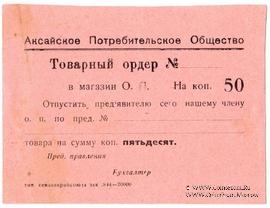 Аксайское Потребительское Общество
Товарный ордер №
в магазин О. П. На коп. 50
Отпустить предъявителю сего нашему члену
о. п. по пред. №
товара на сумму коп. пятьдесят.
Пред. правления
Бухгалтер